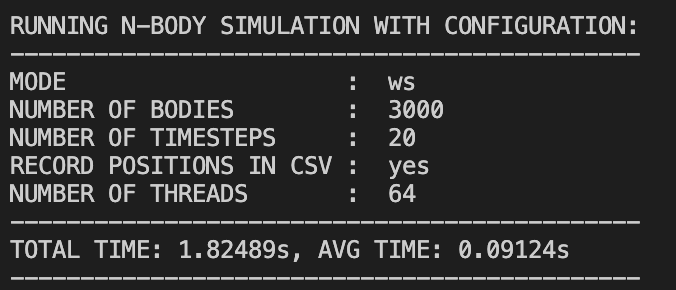 RUNNING N-BODY SIMULATION WITH CONFIGURATION:
---------------------------------------------
MODE                    :  ws
NUMBER OF BODIES        :  3000
NUMBER OF TIMESTEPS     :  20
RECORD POSITIONS IN CSV :  yes
NUMBER OF THREADS       :  64
---------------------------------------------
TOTAL TIME: 1.82489s, AVG TIME: 0.09124s
---------------------------------------------